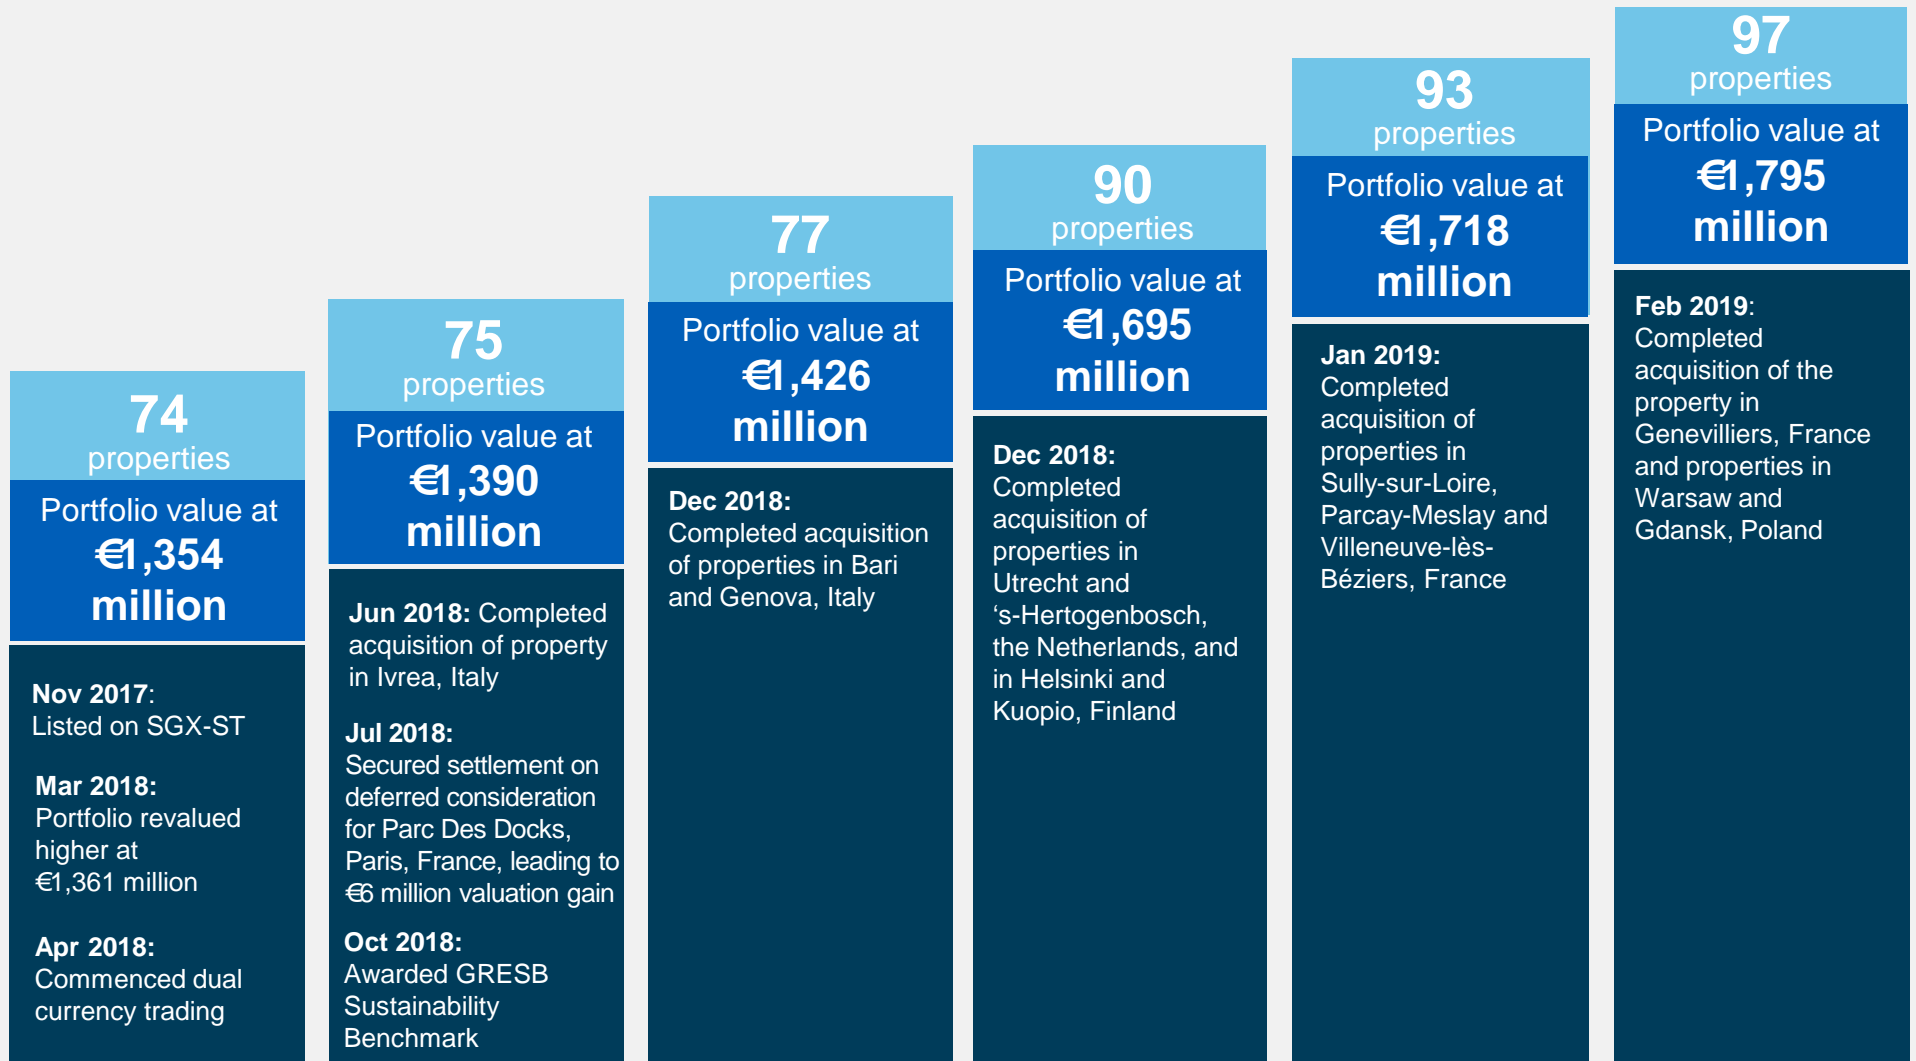 74
properties
Portfolio value at
€1,354
million
Nov 2017:
Listed on SGX-ST
Mar 2018:
Portfolio revalued
higher at
€1,361 million
Apr 2018:
Commenced dual
currency trading
75
properties
Portfolio value at
€1,390
million
Jun 2018: Completed
acquisition of property
in Ivrea, Italy
Jul 2018:
Secured settlement on
deferred consideration
for Parc Des Docks,
Paris, France, leading to
€6 million valuation gain
Oct 2018:
Awarded GRESB
Sustainability
Benchmark
77
properties
Portfolio value at
€1,426
million
Dec 2018:
Completed acquisition
of properties in Bari
and Genova, Italy
90
properties
Portfolio value at
€1,695
million
Dec 2018:
Completed
acquisition of
properties in
Utrecht and
‘s-Hertogenbosch,
the Netherlands, and
in Helsinki and
Kuopio, Finland
93
properties
Portfolio value at
€1,718
million
Jan 2019:
Completed
acquisition of
properties in
Sully-sur-Loire,
Parcay-Meslay and
Villeneuve-lès-
Béziers, France
97
properties
Portfolio value at
€1,795
million
Feb 2019:
Completed
acquisition of the
property in
Genevilliers, France
and properties in
Warsaw and
Gdansk, Poland